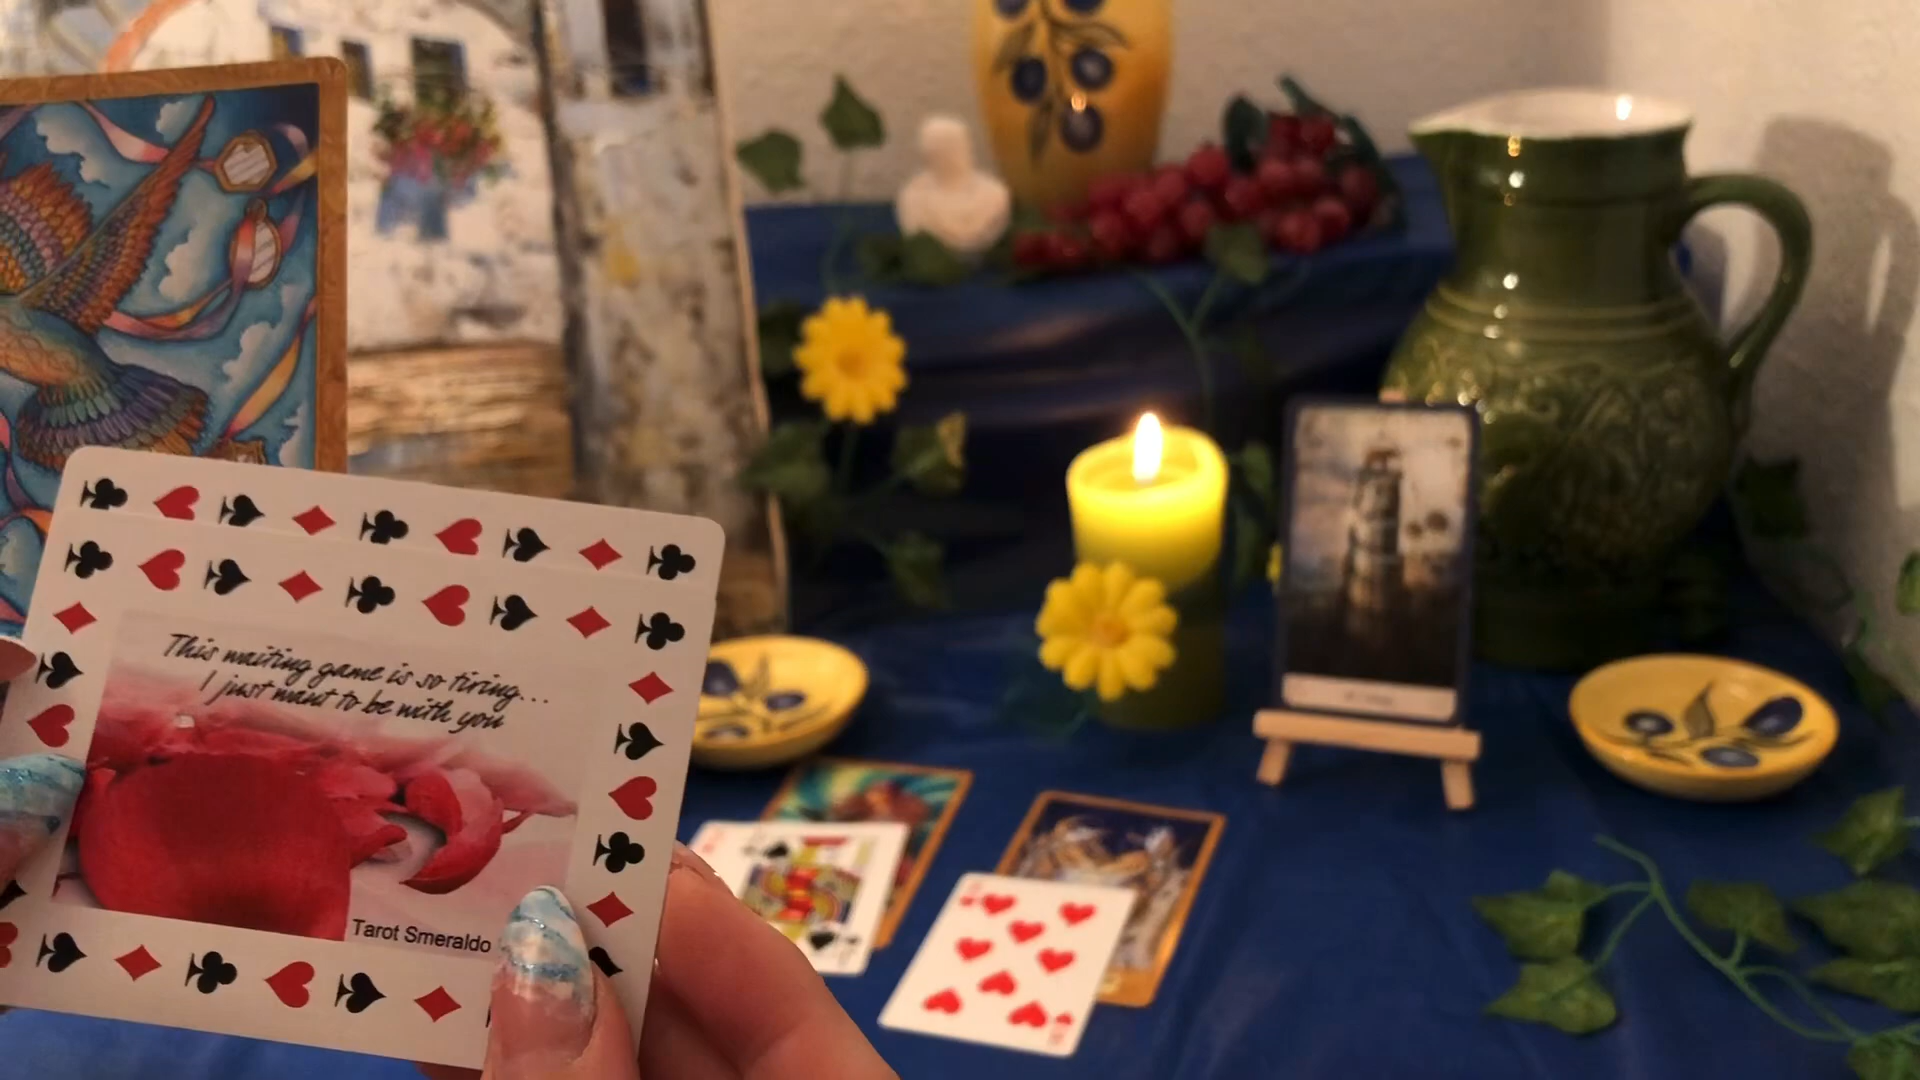 This waiting game is so tiring...
I just want to be with you
Tarot Smeraldo